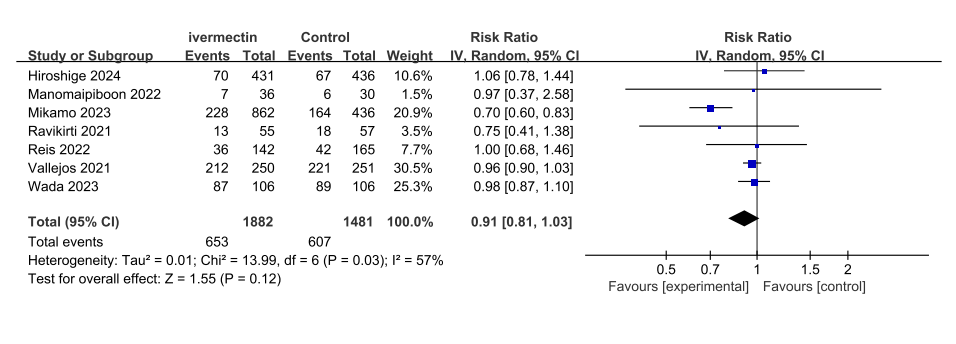 ivermectin Control Risk Ratio Risk Ratio
Study or Subgroup Events Total Events Total Weight IV, Random, 95% CI IV, Random, 95% CI
Hiroshige 2024 70 431 67 436 10.6% 1.06 [0.78, 1.44]
Manomaipiboon 2022 7 36 6 30 1.5% 0.97 [0.37, 2.58]
Mikamo 2023 228 862 164 436 20.9% 0.70 [0.60, 0.83]
Ravikirti 2021 13 55 18 57 3.5% 0.75 [0.41, 1.38]
Reis 2022 36 142 42 165 7.7% 1.00 [0.68, 1.46]
Vallejos 2021 212 250 221 251 30.5% 0.96 [0.90, 1.03]
Wada 2023 87 106 89 106 25.3% 0.98 [0.87, 1.10]
Total (95% CI) 1882 1481 100.0% 0.91 [0.81, 1.03]
Total events 653 607
Heterogeneity: Tau² = 0.01; Chi² = 13.99, df = 6 (P = 0.03); I² = 57%
Test for overall effect: Z = 1.55 (P = 0.12)
0.5 0.7 1 1.5 2
Favours [experimental] Favours [control]